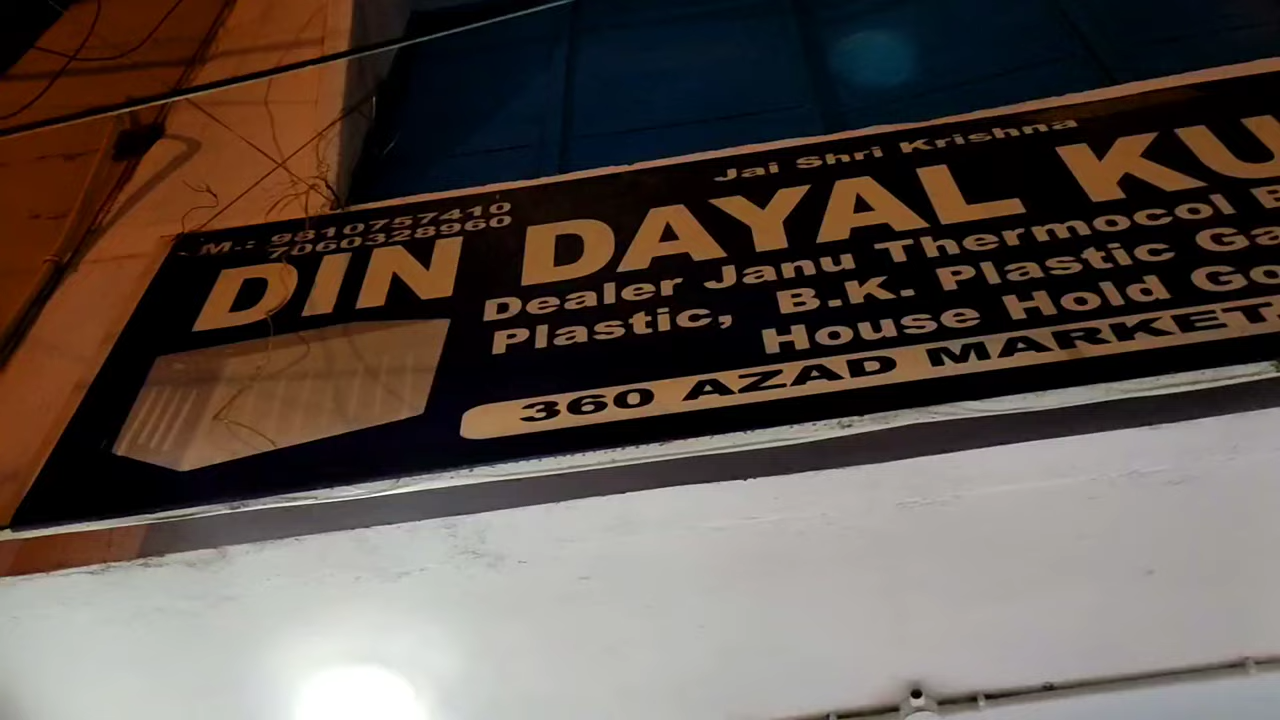 Jai Shri Krishna
M.: 9810757410
7060328960
DIN DAYAL KU
Dealer Janu Thermocol B
Plastic, B.K. Plastic Ga
House Hold Go
360 AZAD MARKET